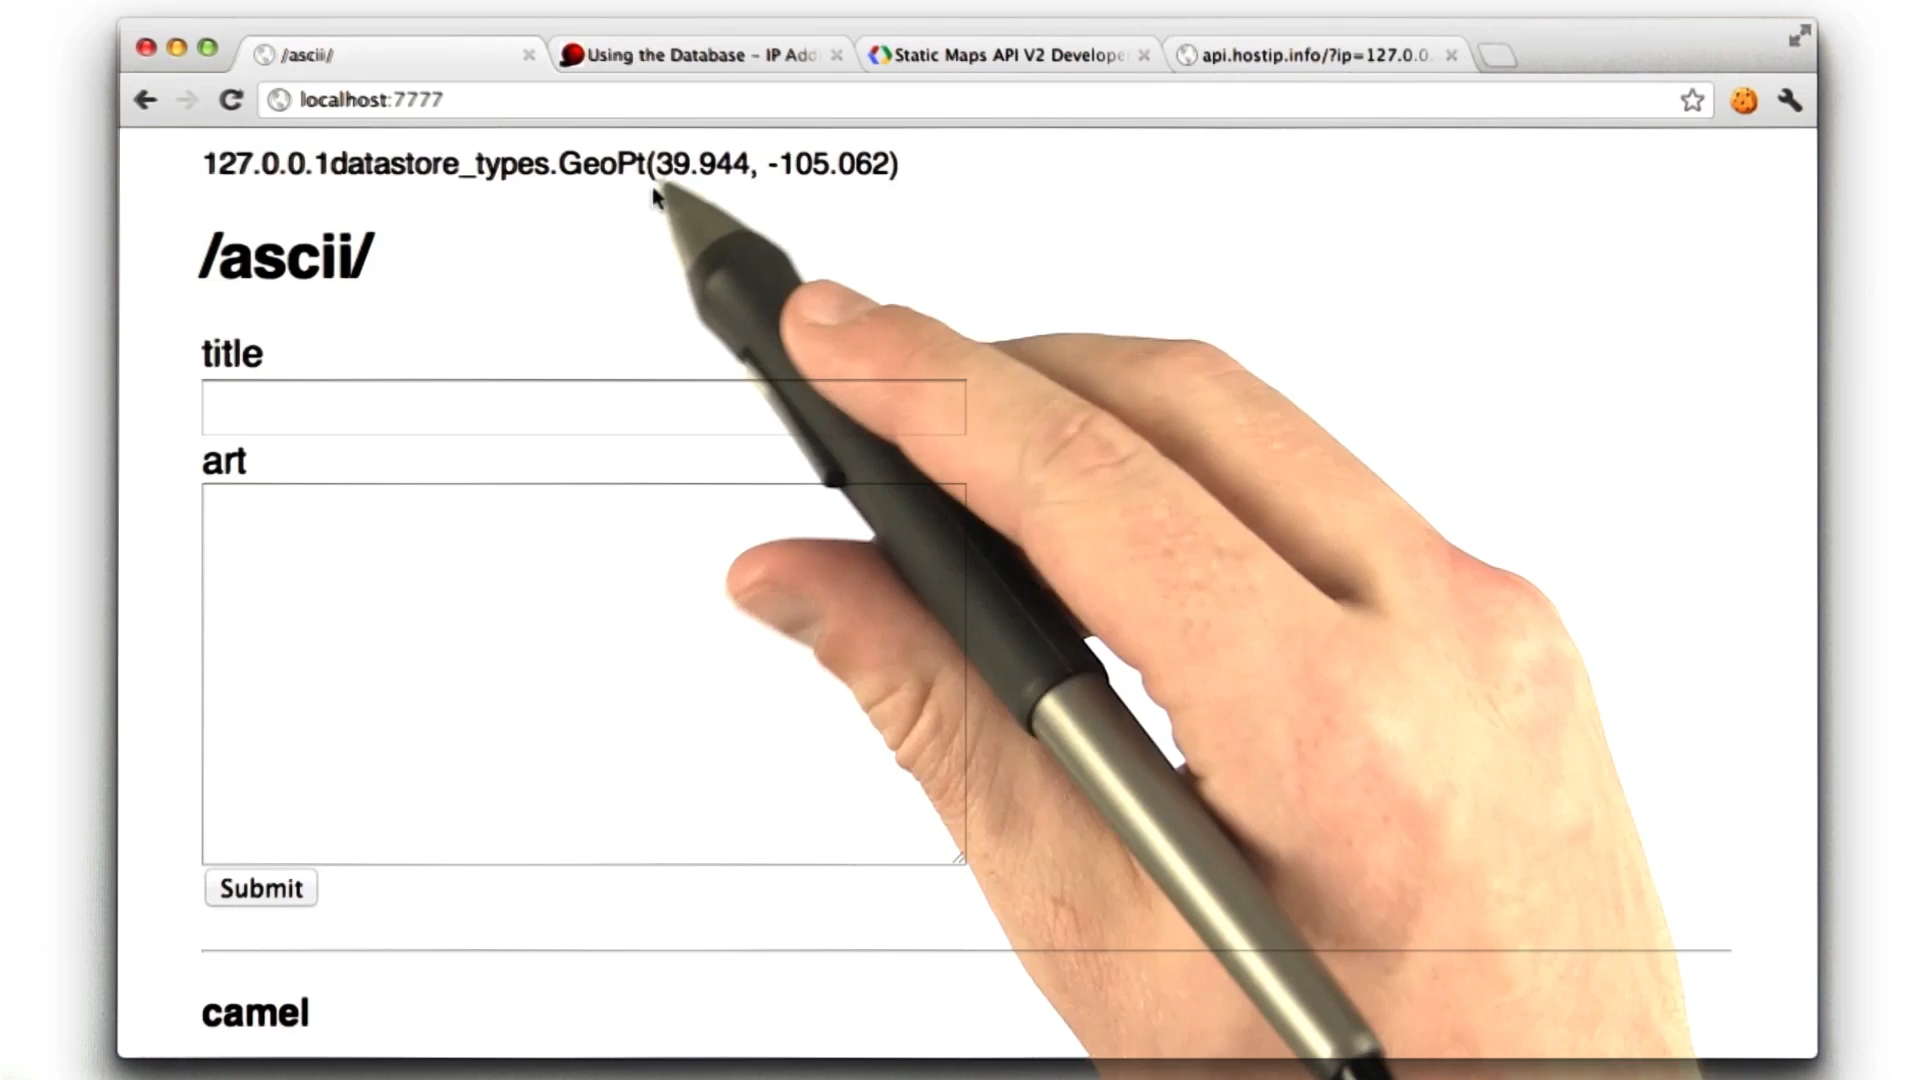 /ascii/
Using the Database – IP Add
Static Maps API V2 Develope
api.hostip.info/?ip=127.0.0.
localhost:7777
127.0.0.1datastore_types.GeoPt(39.944, -105.062)
/ascii/
title
art
Submit
camel